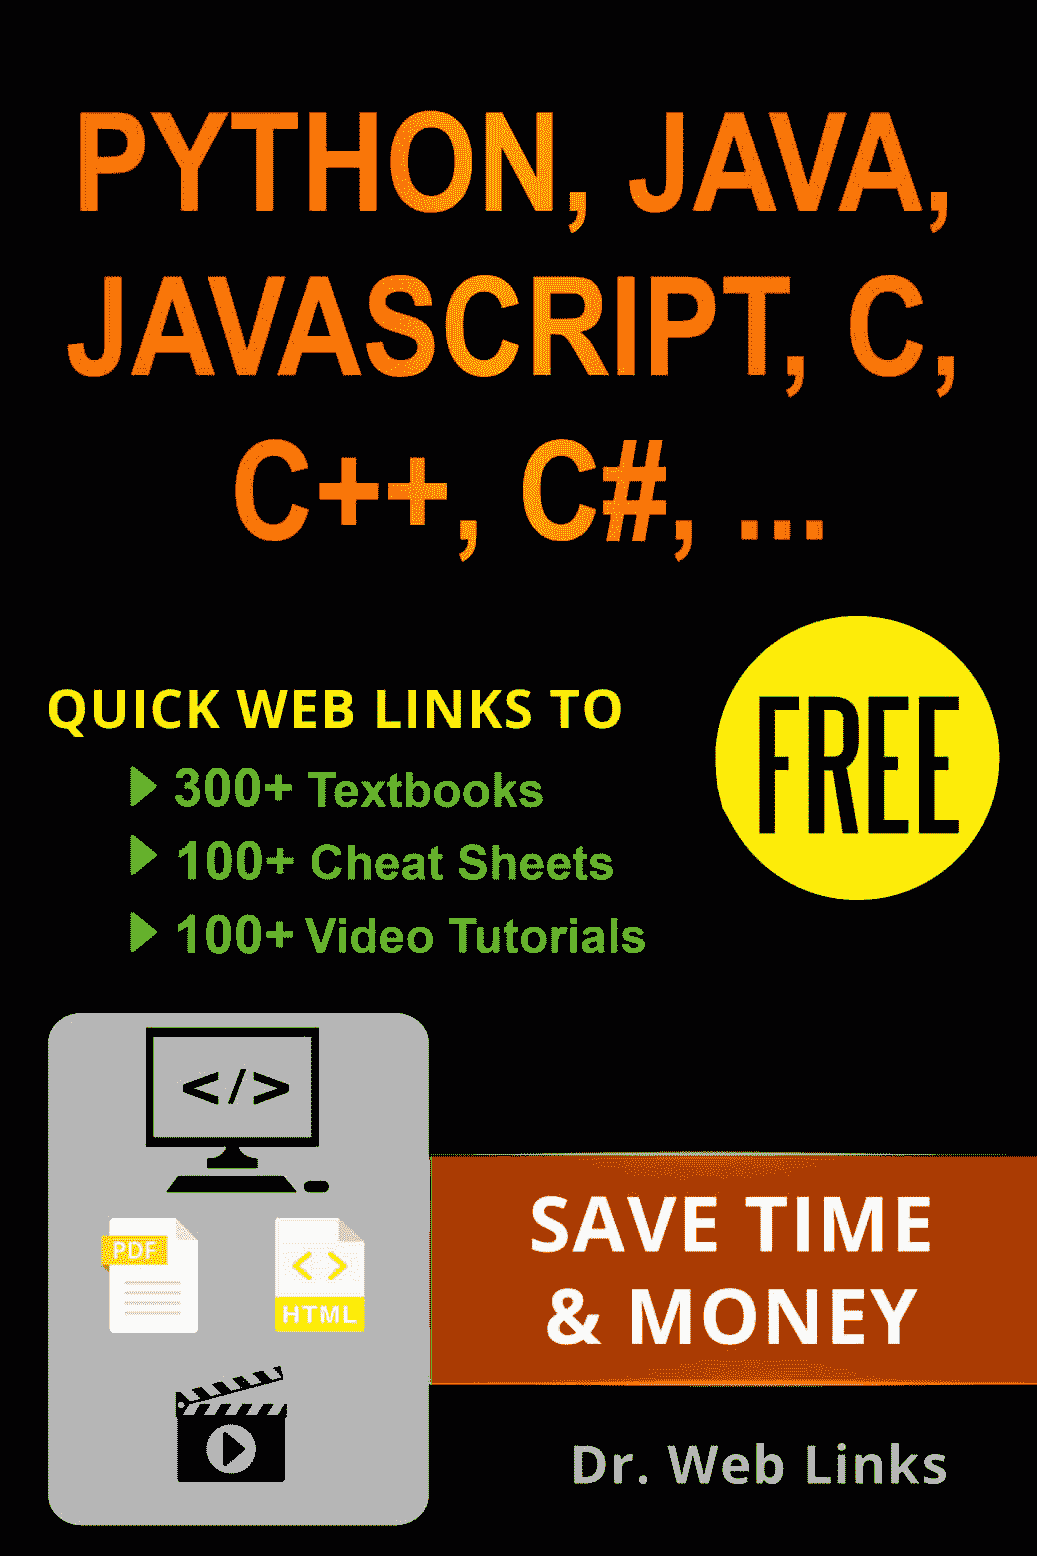 PYTHON, JAVA,
JAVASCRIPT, C,
C++, C#, ...
FREE
QUICK WEB LINKS TO
300+ Textbooks
100+ Cheat Sheets
100+ Video Tutorials
</>
PDF
< >
HTML
SAVE TIME
& MONEY
Dr. Web Links